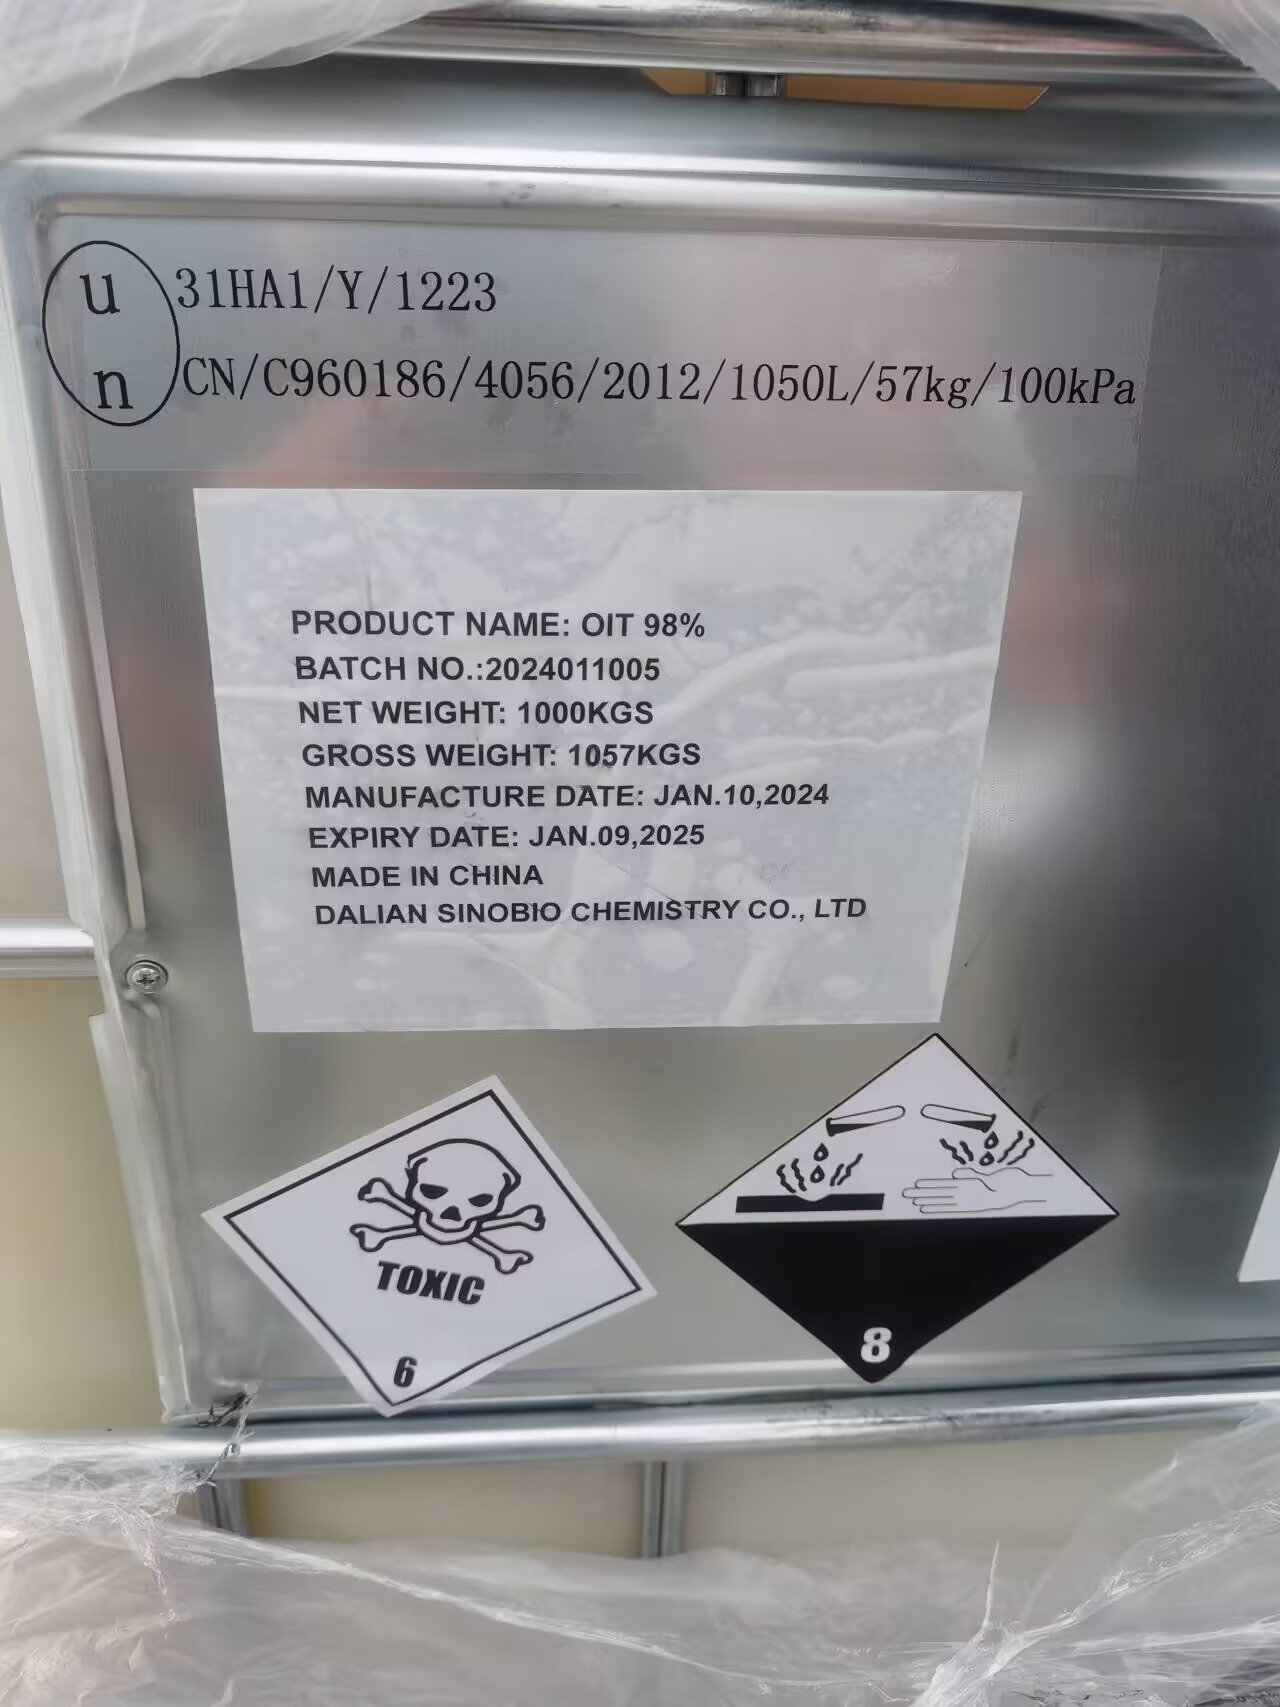 un
31HA1/Y/1223
CN/C960186/4056/2012/1050L/57kg/100kPa
PRODUCT NAME: OIT 98%
BATCH NO.:2024011005
NET WEIGHT: 1000KGS
GROSS WEIGHT: 1057KGS
MANUFACTURE DATE: JAN.10,2024
EXPIRY DATE: JAN.09,2025
MADE IN CHINA
DALIAN SINOBIO CHEMISTRY CO., LTD
TOXIC
6
8